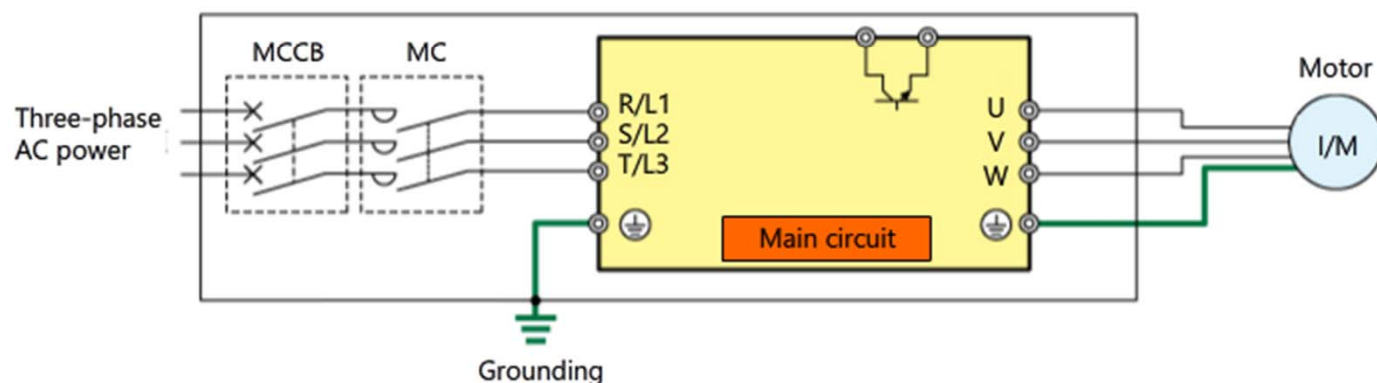 MCCB
MC
Motor
Three-phase
AC power
R/L1
S/L2
T/L3
U
V
W
I/M
Main circuit
Grounding